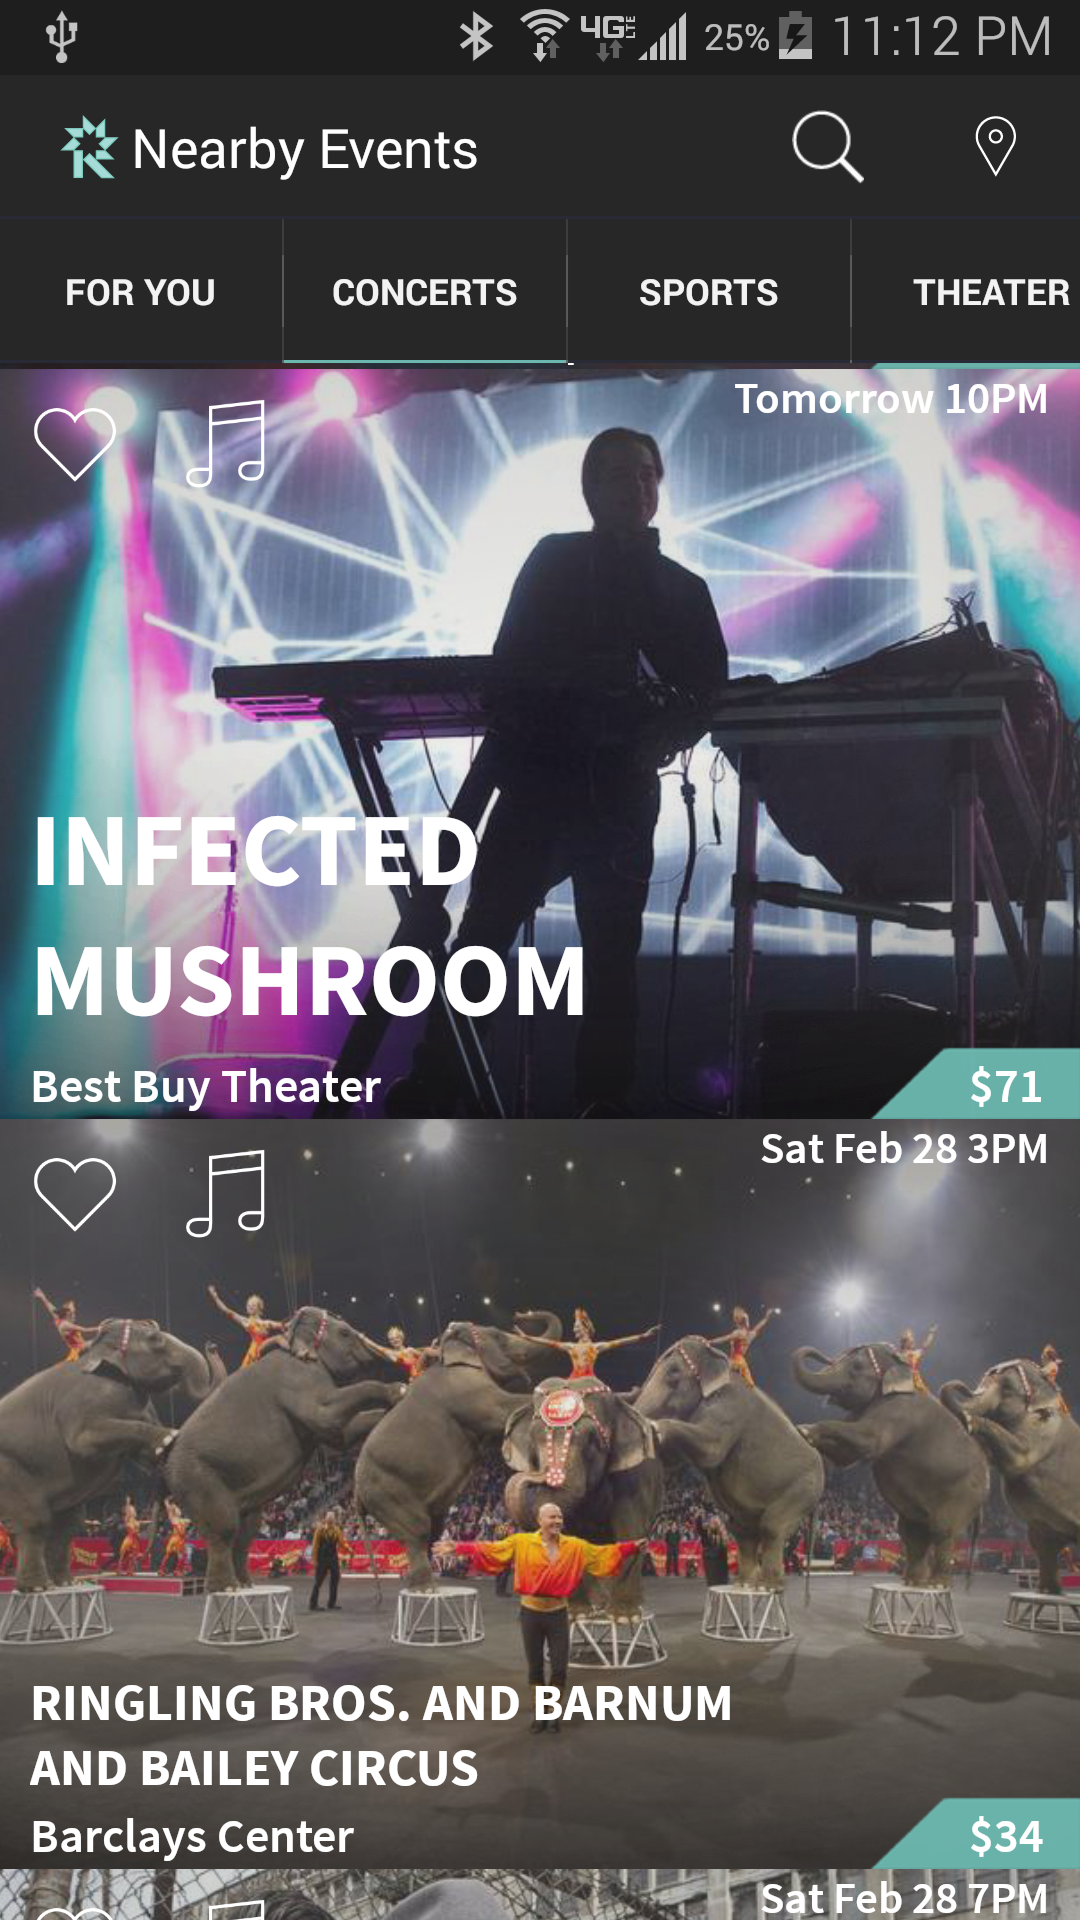 4G LTE 25% 11:12 PM
Nearby Events
FOR YOU CONCERTS SPORTS THEATER
Tomorrow 10PM
INFECTED
MUSHROOM
Best Buy Theater $71
Sat Feb 28 3PM
RINGLING BROS. AND BARNUM
AND BAILEY CIRCUS
Barclays Center $34
Sat Feb 28 7PM